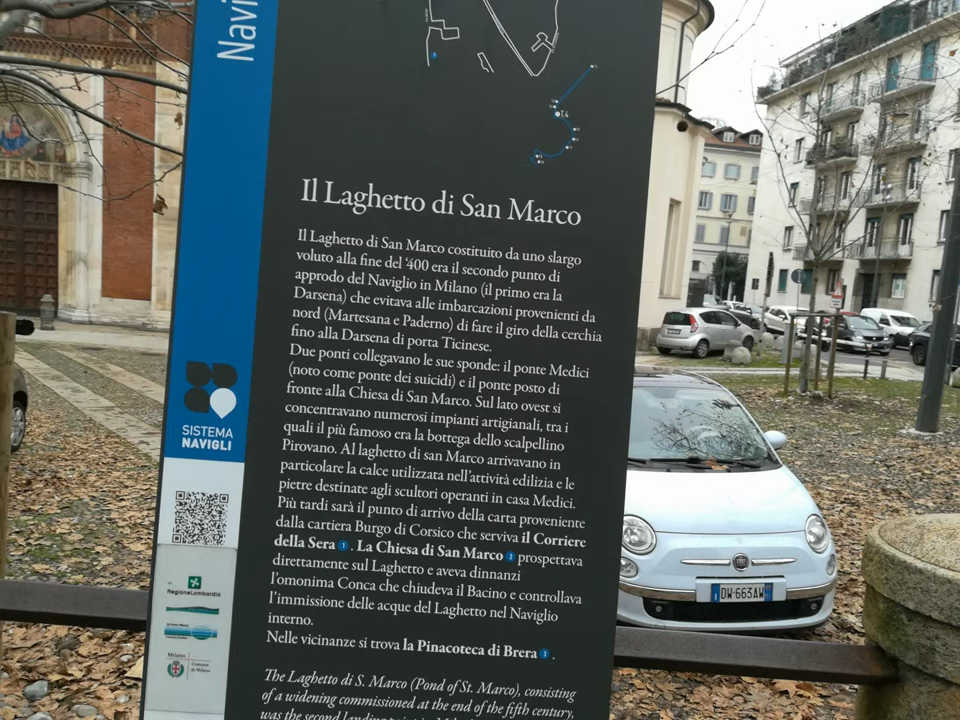 Navi
T4
Il Laghetto di San Marco
Il Laghetto di San Marco costituito da uno slargo
voluto alla fine del ‘400 era il secondo punto di
approdo del Naviglio in Milano (il primo era la
Darsena) che evitava alle imbarcazioni provenienti da
nord (Martesana e Paderno) di fare il giro della cerchia
fino alla Darsena di porta Ticinese.
Due ponti collegavano le sue sponde: il ponte Medici
(noto come ponte dei suicidi) e il ponte posto di
fronte alla Chiesa di San Marco. Sul lato ovest si
concentravano numerosi impianti artigianali, tra i
quali il più famoso era la bottega dello scalpellino
Pirovano. Al laghetto di san Marco arrivavano in
particolare la calce utilizzata nell'attività edilizia e le
pietre destinate agli scultori operanti in casa Medici.
Più tardi sarà il punto di arrivo della carta proveniente
dalla cartiera Burgo di Corsico che serviva il Corriere
della Sera 1. La Chiesa di San Marco 2 prospettava
direttamente sul Laghetto e aveva dinnanzi
l'omonima Conca che chiudeva il Bacino e controllava
l'immissione delle acque del Laghetto nel Naviglio
interno.
Nelle vicinanze si trova la Pinacoteca di Brera 3.
The Laghetto di S. Marco (Pond of St. Marco), consisting
of a widening commissioned at the end of the fifth century,
was the second landing
SISTEMA
NAVIGLI
RegioneLombardia
Milano
Comune
di Milano
DW 663AW